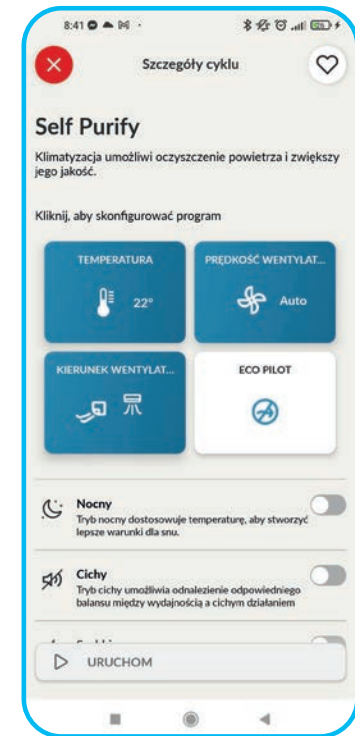 8:41
Szczegóły cyklu
Self Purify
Klimatyzacja umożliwi oczyszczenie powietrza i zwiększy
jego jakość.
Kliknij, aby skonfigurować program
TEMPERATURA
22°
PRĘDKOŚĆ WENTYLAT...
Auto
KIERUNEK WENTYLAT...
ECO PILOT
Nocny
Tryb nocny dostosowuje temperaturę, aby stworzyć
lepsze warunki dla snu.
Cichy
Tryb cichy umożliwia odnalezienie odpowiedniego
balansu między wydajnością a cichym działaniem
URUCHOM